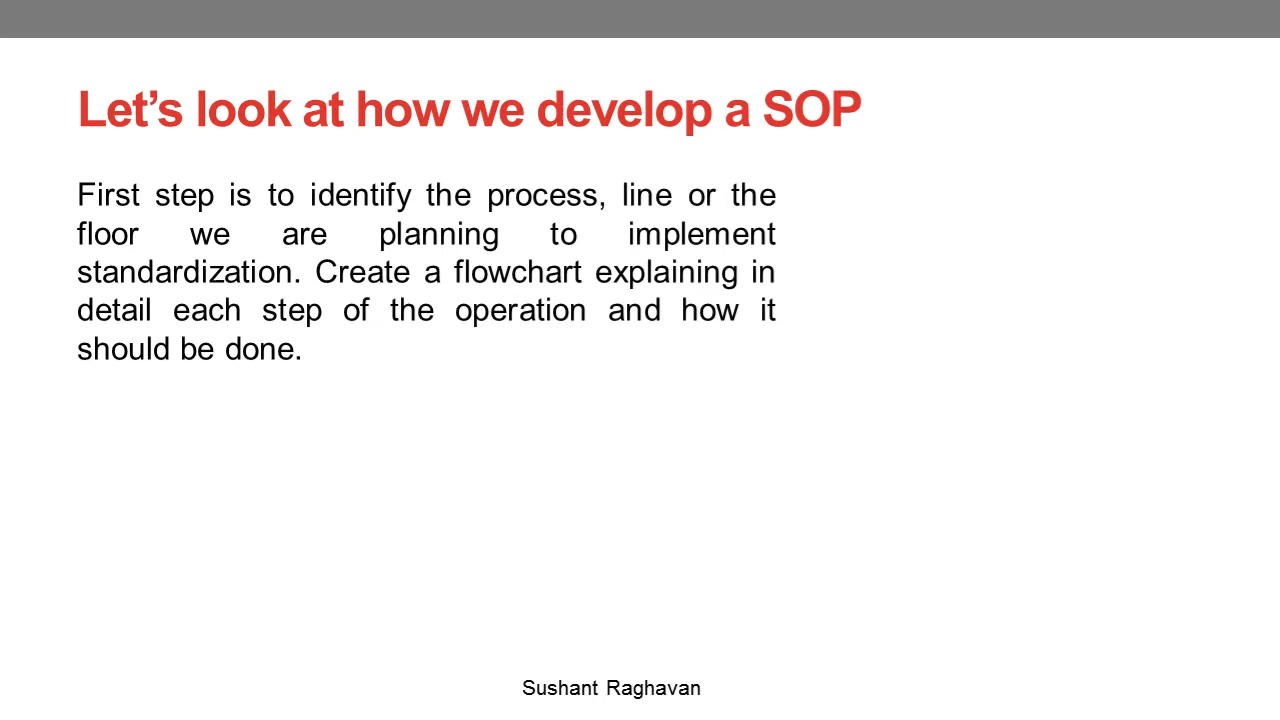 Let’s look at how we develop a SOP
First step is to identify the process, line or the
floor we are planning to implement
standardization. Create a flowchart explaining in
detail each step of the operation and how it
should be done.
Sushant Raghavan